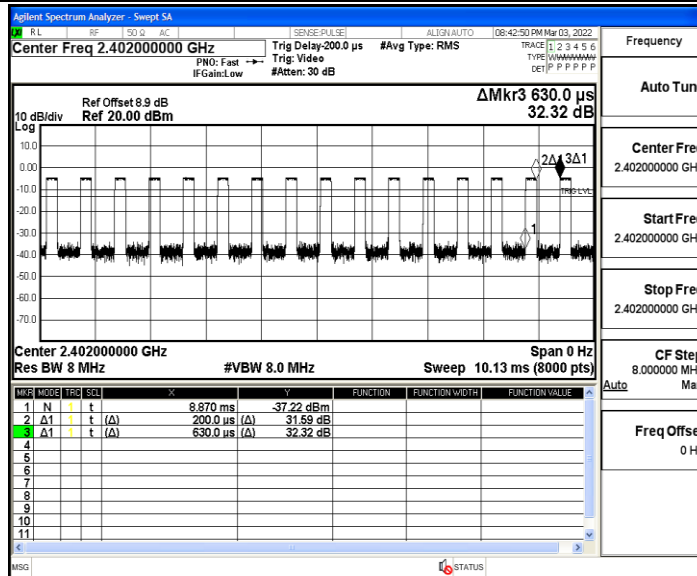 Agilent Spectrum Analyzer - Swept SA
RL RF 50 Ω AC SENSE:PULSE ALIGN AUTO 08:42:50 PM Mar 03, 2022
Center Freq 2.402000000 GHz
PNO: Fast
IFGain:Low
Trig Delay-200.0 µs
Trig: Video
#Atten: 30 dB
#Avg Type: RMS
TRACE 1 2 3 4 5 6
TYPE WWWWWW
DET P P P P P P
Ref Offset 8.9 dB
10 dB/div Ref 20.00 dBm
Log
ΔMkr3 630.0 µs
32.32 dB
10.0
0.00
-10.0
-20.0
-30.0
-40.0
-50.0
-60.0
-70.0
2Δ1 3Δ1
TRIG LVL
1
Center 2.402000000 GHz Span 0 Hz
Res BW 8 MHz #VBW 8.0 MHz Sweep 10.13 ms (8000 pts)
MKR MODE TRC SCL X Y FUNCTION FUNCTION WIDTH FUNCTION VALUE
1 N 1 t 8.870 ms -37.22 dBm
2 Δ1 1 t (Δ) 200.0 µs (Δ) 31.59 dB
3 Δ1 1 t (Δ) 630.0 µs (Δ) 32.32 dB
4
5
6
7
8
9
10
11
MSG STATUS
Frequency
Auto Tun
Center Fre
2.402000000 GH
Start Fre
2.402000000 GH
Stop Fre
2.402000000 GH
CF Step
8.000000 MH
Auto Ma
Freq Offse
0 H